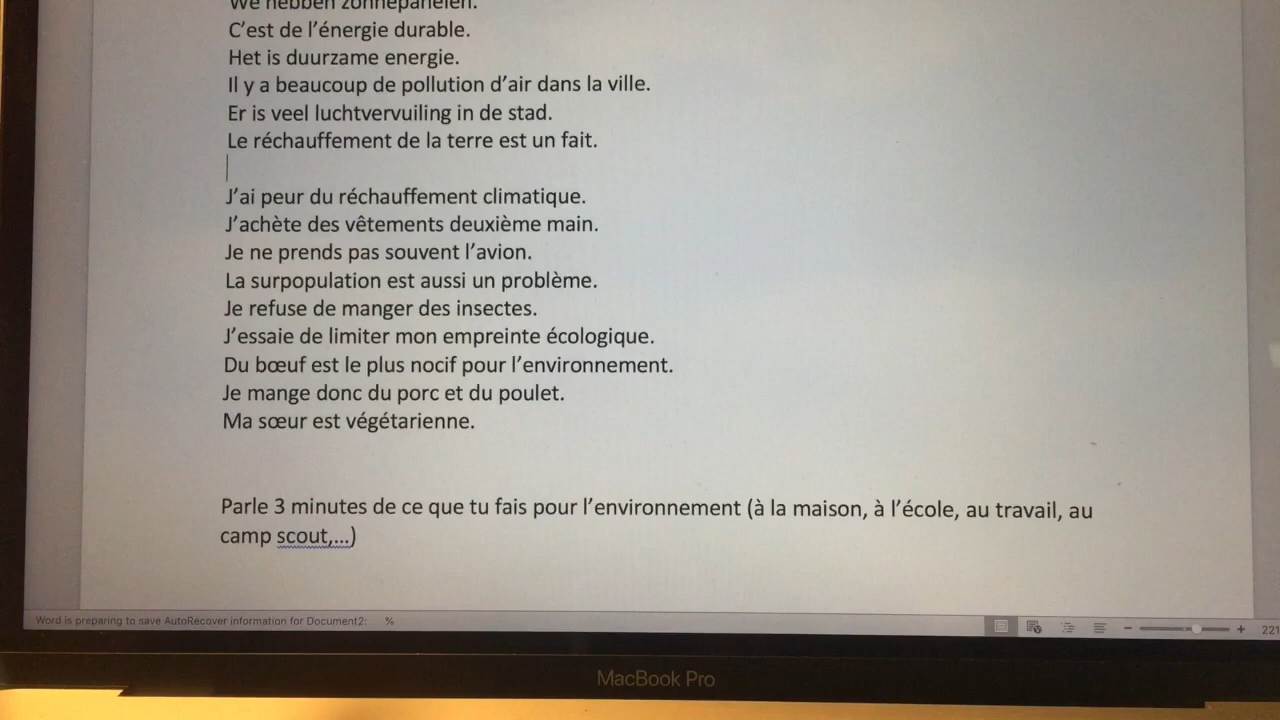 We hebben zonnepanelen.
C’est de l’énergie durable.
Het is duurzame energie.
Il y a beaucoup de pollution d’air dans la ville.
Er is veel luchtvervuiling in de stad.
Le réchauffement de la terre est un fait.
J’ai peur du réchauffement climatique.
J’achète des vêtements deuxième main.
Je ne prends pas souvent l’avion.
La surpopulation est aussi un problème.
Je refuse de manger des insectes.
J’essaie de limiter mon empreinte écologique.
Du bœuf est le plus nocif pour l’environnement.
Je mange donc du porc et du poulet.
Ma sœur est végétarienne.
Parle 3 minutes de ce que tu fais pour l’environnement (à la maison, à l’école, au travail, au
camp scout,…)
Word is preparing to save AutoRecover information for Document2: %
221
MacBook Pro